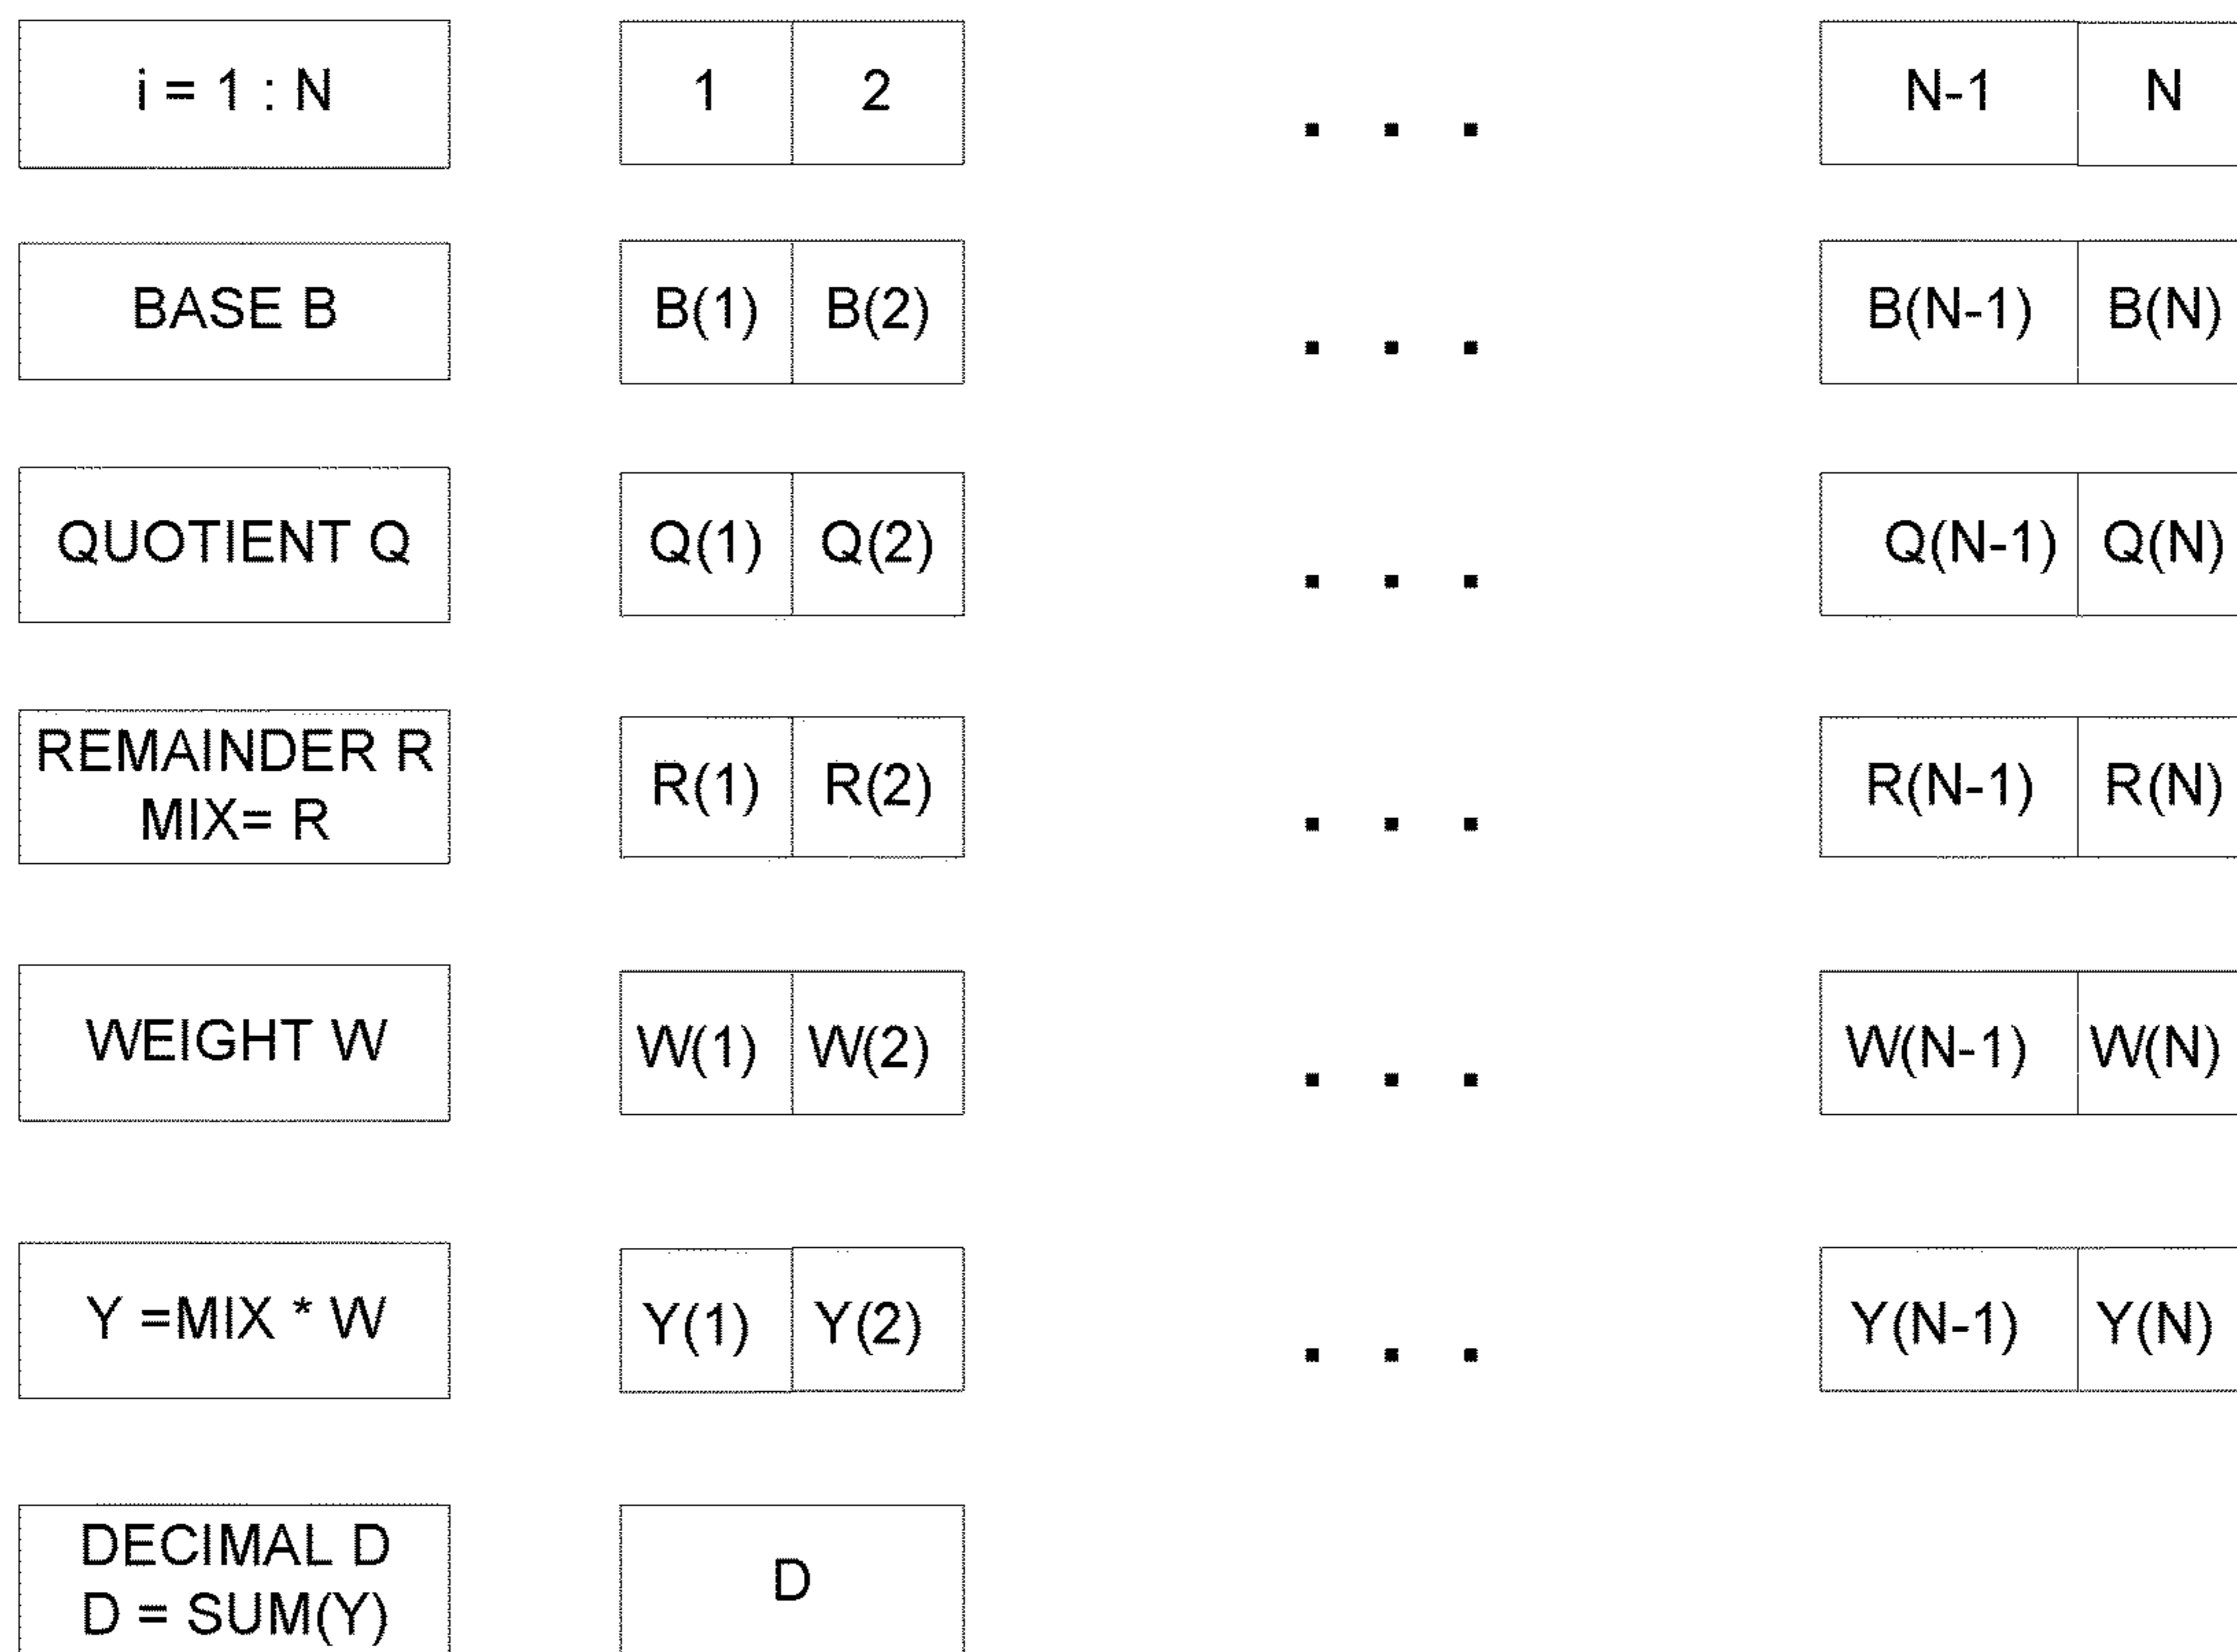 i = 1 : N 1 2 . . . N-1 N
BASE B B(1) B(2) . . . B(N-1) B(N)
QUOTIENT Q Q(1) Q(2) . . . Q(N-1) Q(N)
REMAINDER R
MIX= R R(1) R(2) . . . R(N-1) R(N)
WEIGHT W W(1) W(2) . . . W(N-1) W(N)
Y =MIX * W Y(1) Y(2) . . . Y(N-1) Y(N)
DECIMAL D
D = SUM(Y) D